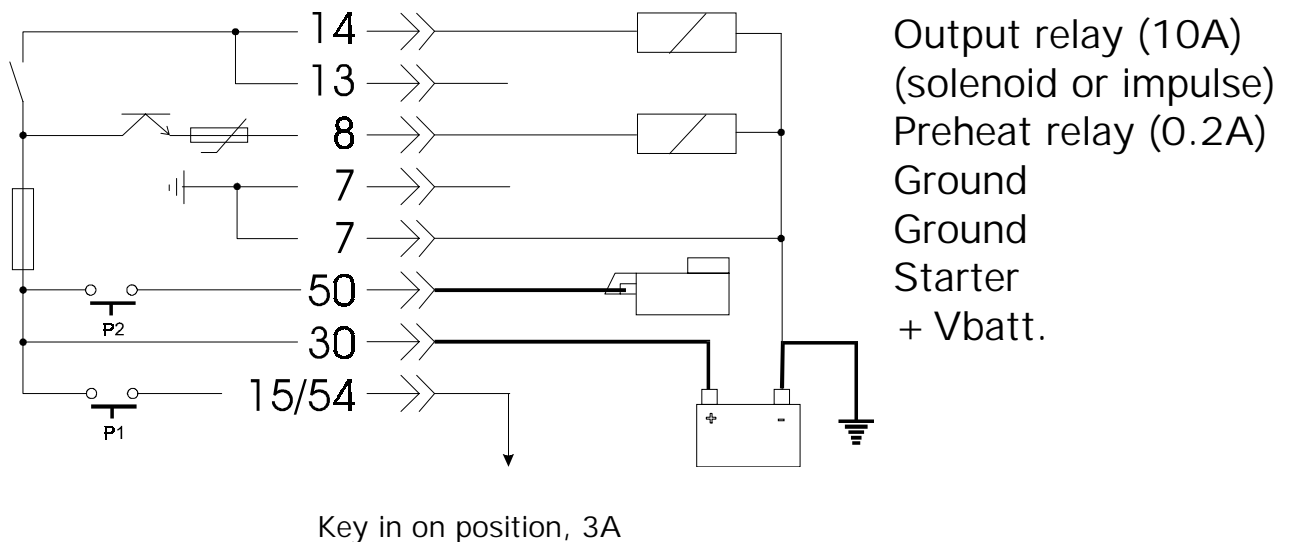 14 Output relay (10A)
13 (solenoid or impulse)
8 Preheat relay (0.2A)
7 Ground
7 Ground
50 Starter
P2
30 + Vbatt.
15/54
P1
+ -
Key in on position, 3A